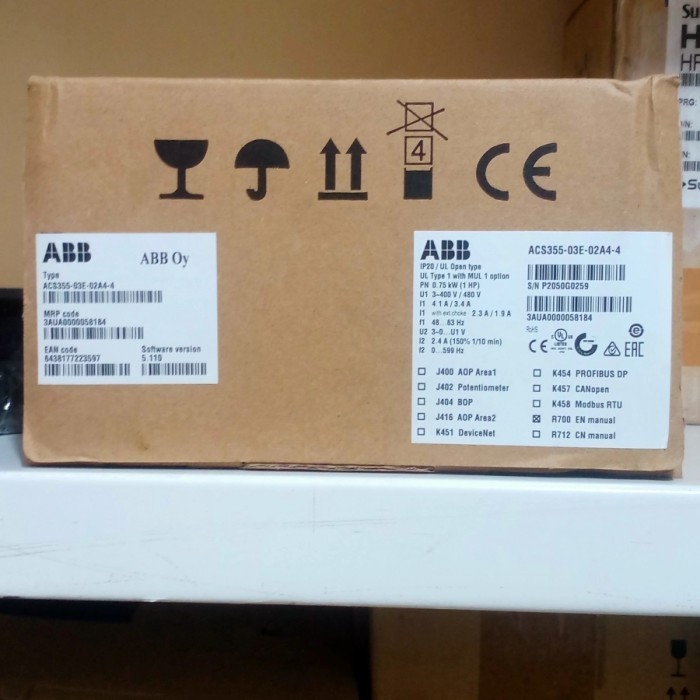 4
CE
ABB
ABB Oy
Type
ACS355-03E-02A4-4
MRP code
3AUA0000058184
EAN code
Software version
6438177223597
5.110
ABB
ACS355-03E-02A4-4
IP20 / UL Open type
UL Type 1 with MUL 1 option
PN 0.75 kW (1 HP)
S/N P2050G0259
U1 3~400 V / 480 V
I1 4.1 A / 3.4 A
I1 with ext.choke 2.3 A / 1.9 A
3AUA0000058184
f1 48...63 Hz
U2 3~0...U1 V
I2 2.4 A (150% 1/10 min)
f2 0...599 Hz
RoHS
CE
UL
EAC
J400 AOP Area1
J402 Potentiometer
J404 BOP
J416 AOP Area2
K451 DeviceNet
K454 PROFIBUS DP
K457 CANopen
K458 Modbus RTU
R700 EN manual
R712 CN manual
Su
H
HF
PRO: